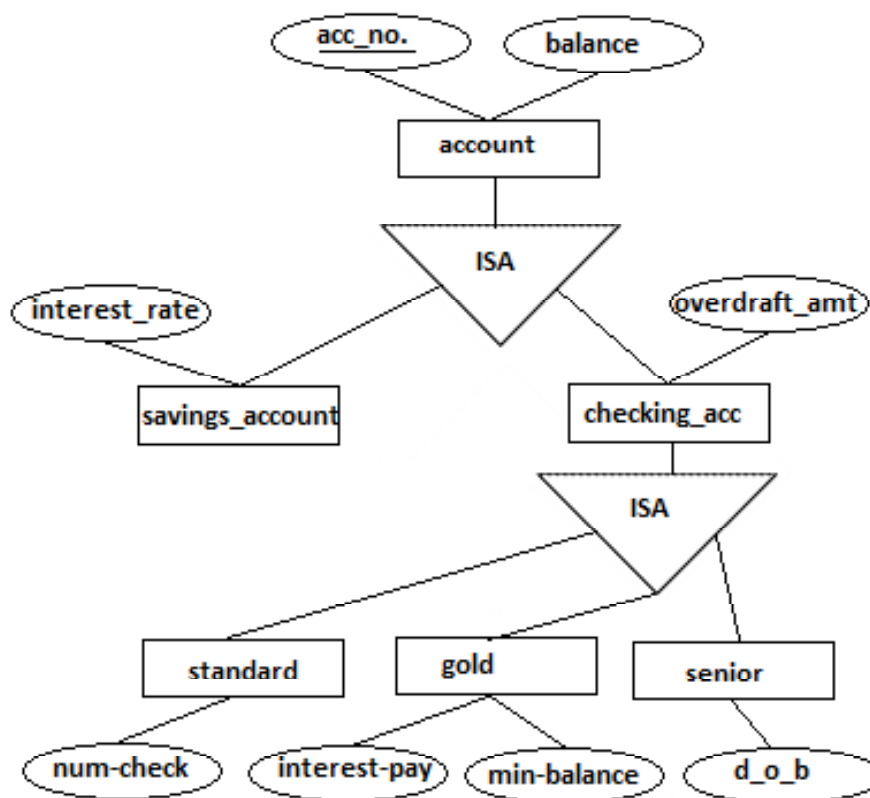 acc_no.
balance
account
ISA
interest_rate
overdraft_amt
savings_account
checking_acc
ISA
standard
gold
senior
num-check
interest-pay
min-balance
d_o_b